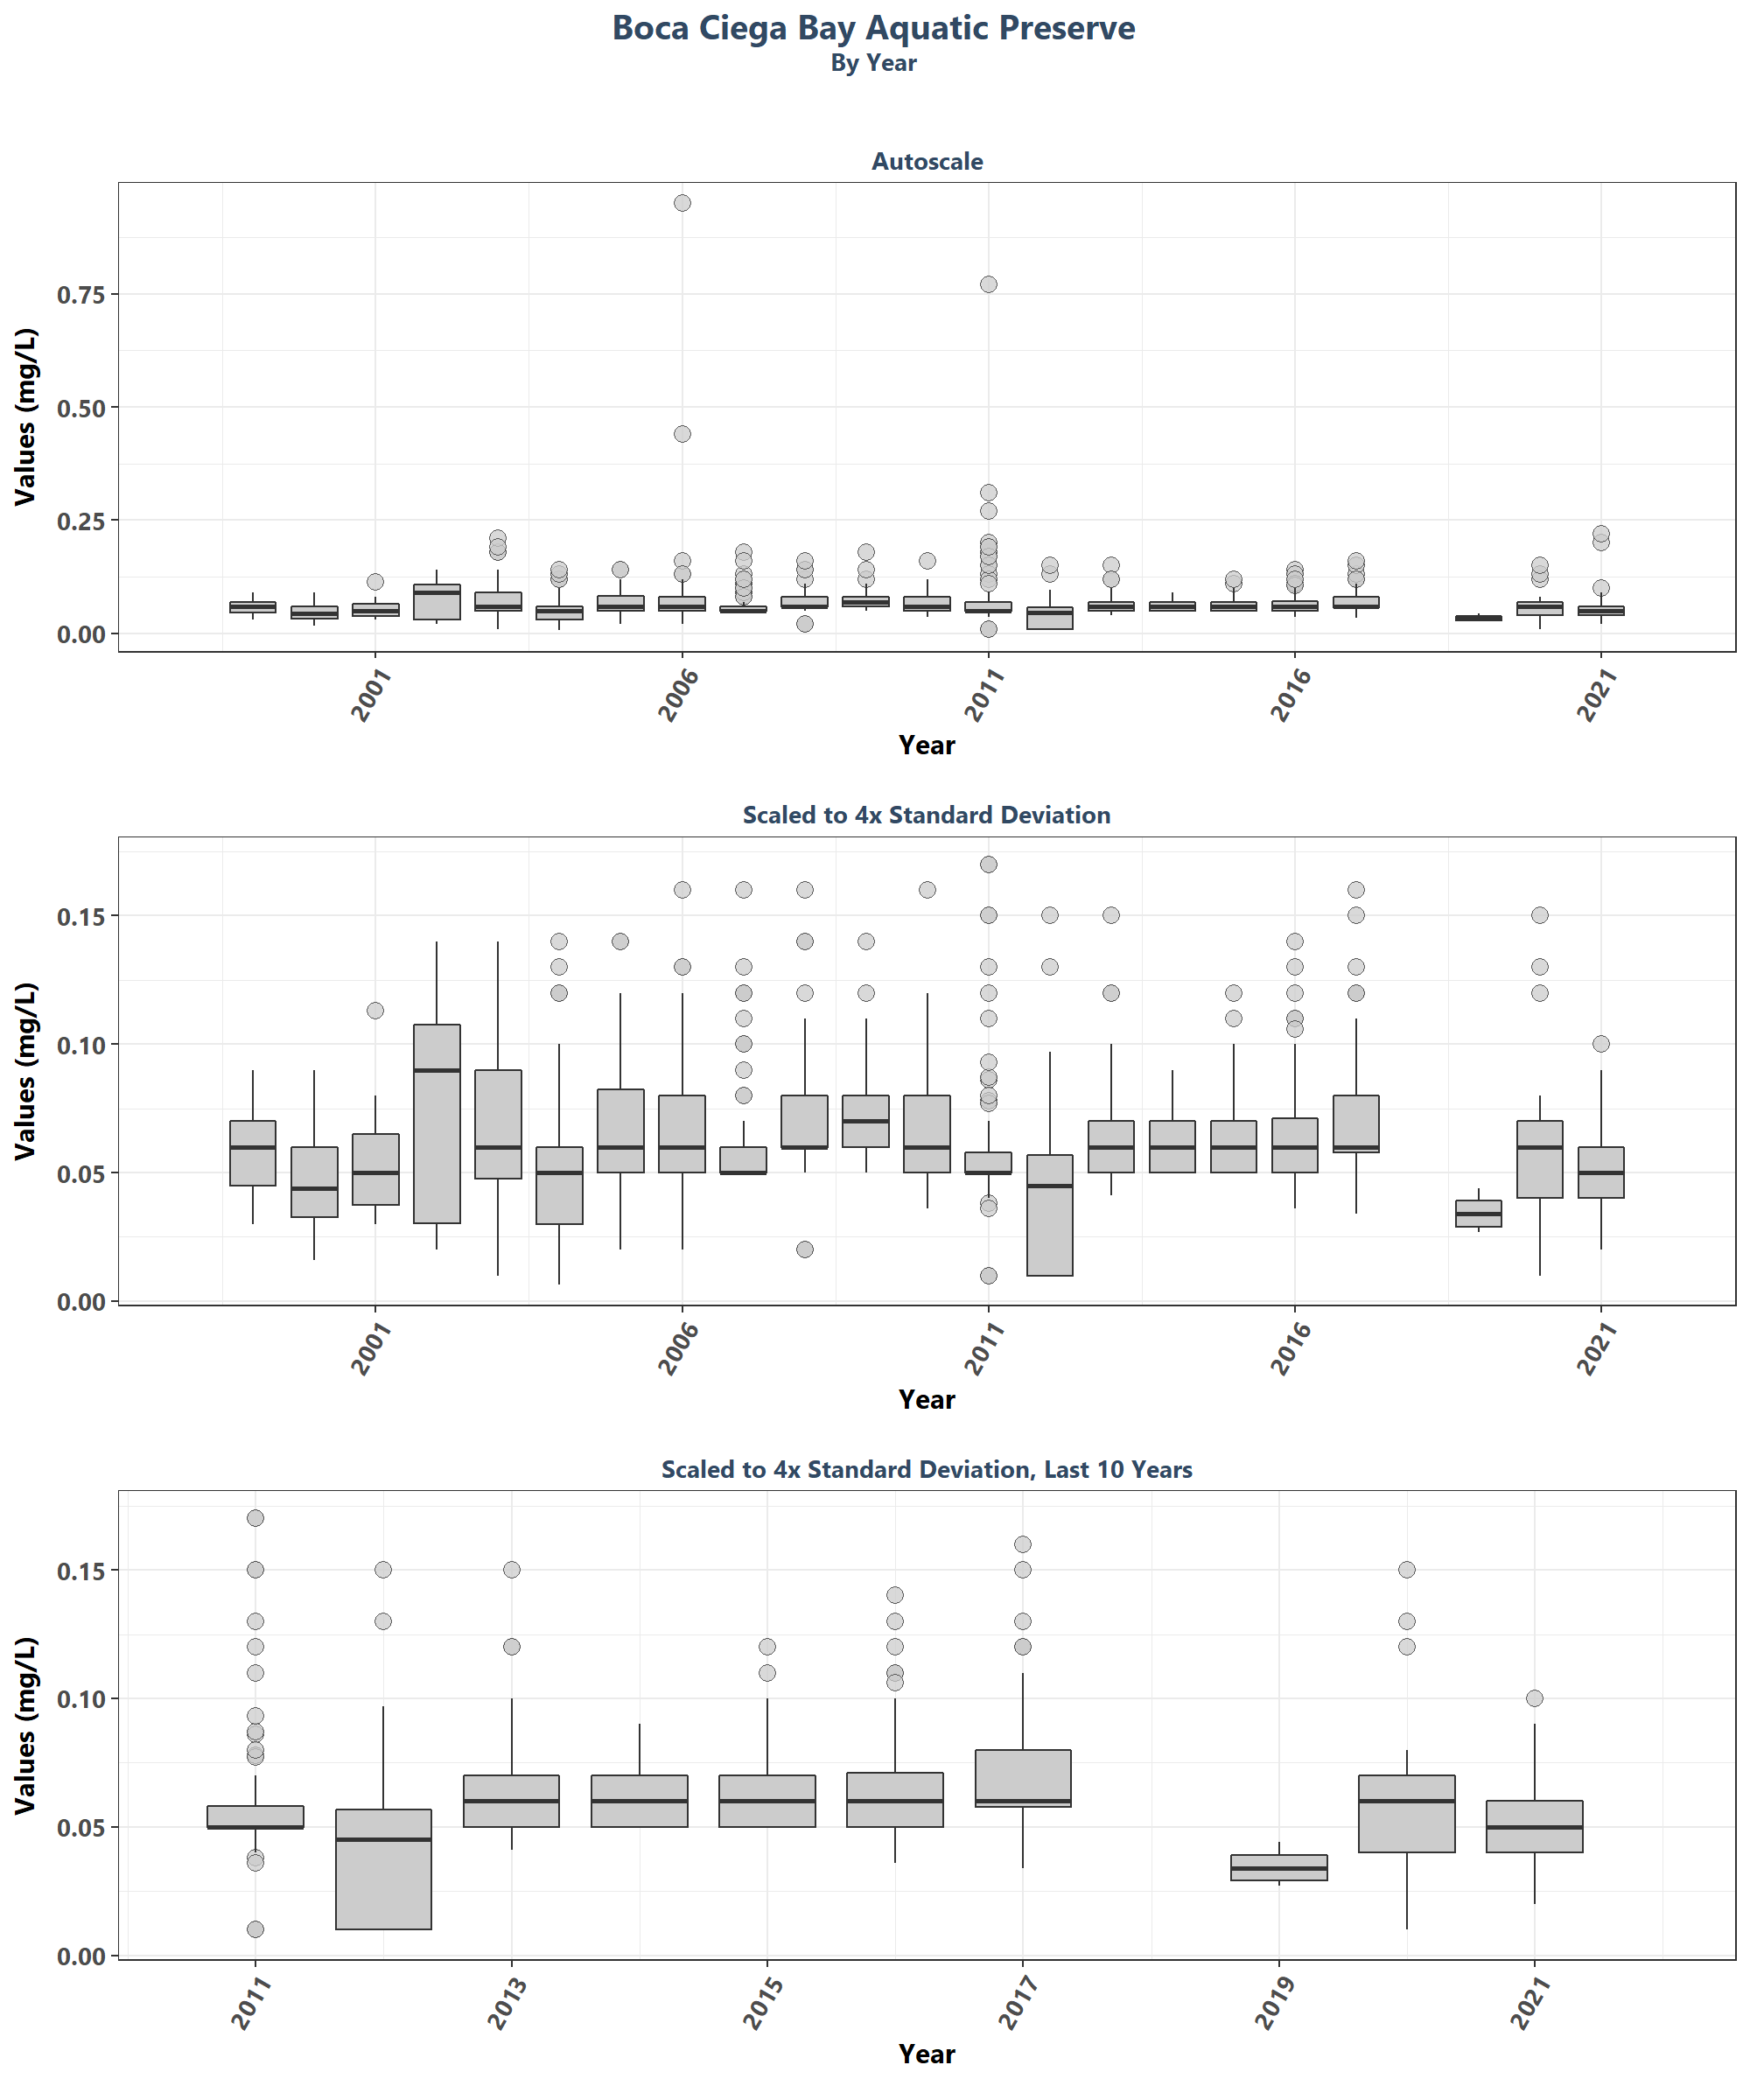 Boca Ciega Bay Aquatic Preserve
By Year
Autoscale
Values (mg/L)
0.75
0.50
0.25
0.00
2001 2006 2011 2016 2021
Year
Scaled to 4x Standard Deviation
Values (mg/L)
0.15
0.10
0.05
0.00
2001 2006 2011 2016 2021
Year
Scaled to 4x Standard Deviation, Last 10 Years
Values (mg/L)
0.15
0.10
0.05
0.00
2011 2013 2015 2017 2019 2021
Year